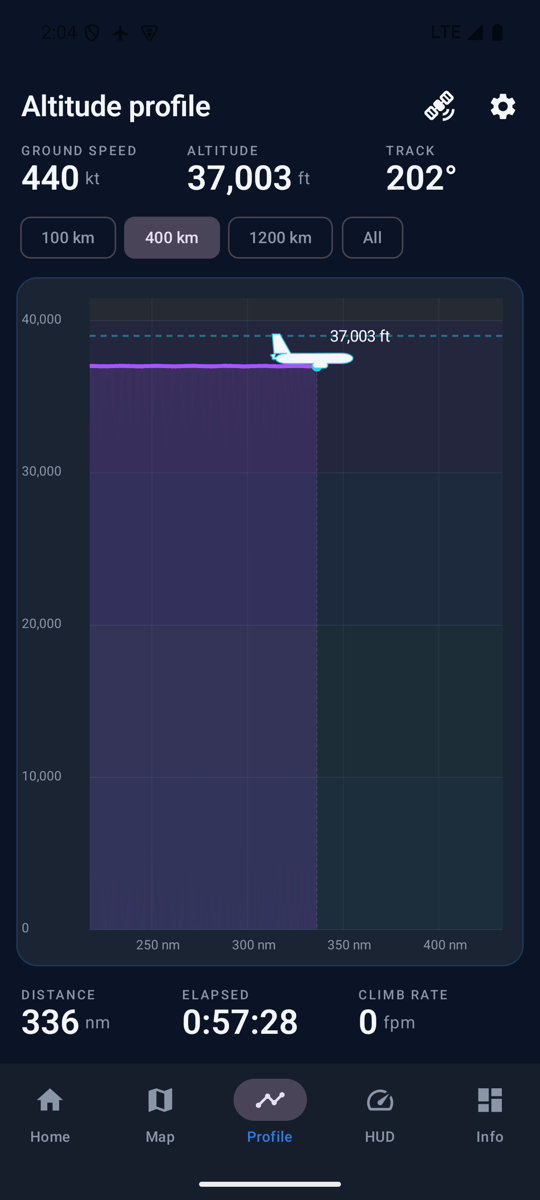 2:04 LTE
Altitude profile
GROUND SPEED ALTITUDE TRACK
440 kt 37,003 ft 202°
100 km 400 km 1200 km All
40,000
37,003 ft
30,000
20,000
10,000
0
250 nm 300 nm 350 nm 400 nm
DISTANCE ELAPSED CLIMB RATE
336 nm 0:57:28 0 fpm
Home Map Profile HUD Info